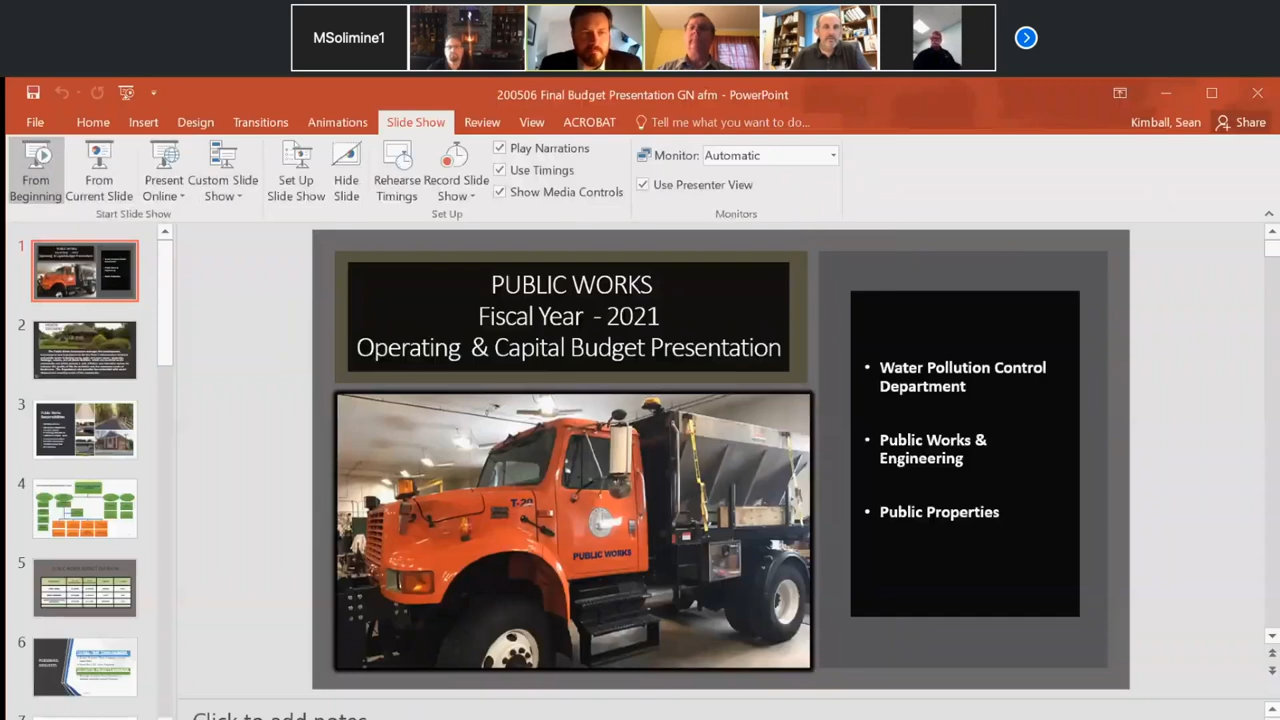 MSolimine1
200506 Final Budget Presentation GN afm - PowerPoint
File Home Insert Design Transitions Animations Slide Show Review View ACROBAT Tell me what you want to do... Kimball, Sean Share
From Beginning
From Current Slide
Present Online
Custom Slide Show
Set Up Slide Show
Hide Slide
Rehearse Timings
Record Slide Show
Play Narrations
Use Timings
Show Media Controls
Monitor: Automatic
Use Presenter View
Start Slide Show
Set Up
Monitors
1
2
3
4
5
6
PUBLIC WORKS
Fiscal Year - 2021
Operating & Capital Budget Presentation
T-20
PUBLIC WORKS
• Water Pollution Control
Department
• Public Works &
Engineering
• Public Properties
Click to add notes